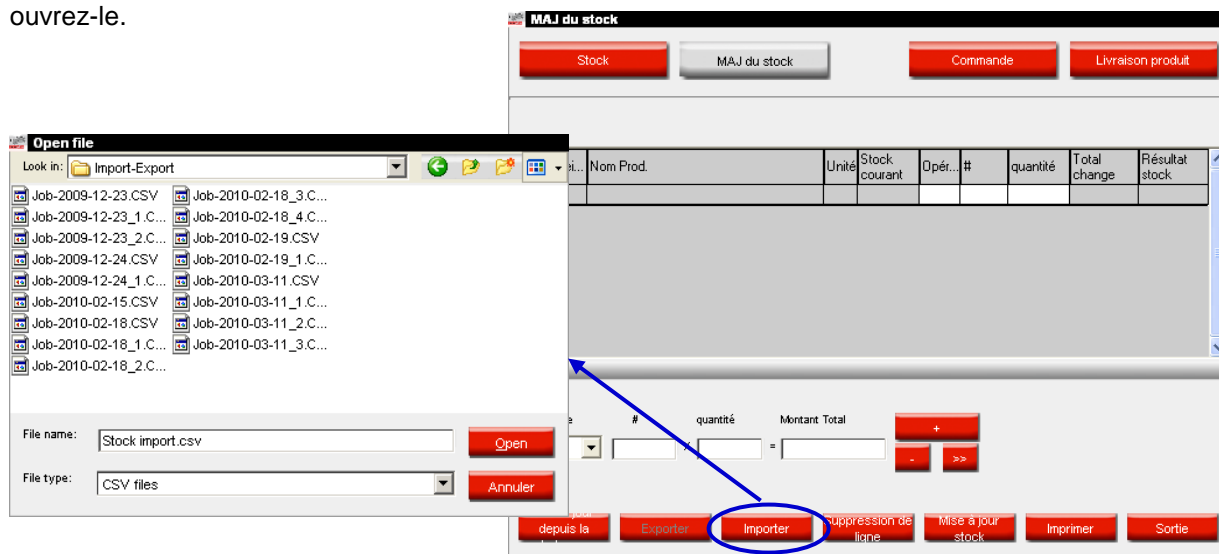 ouvrez-le.
MAJ du stock
Stock
MAJ du stock
Commande
Livraison produit
Open file
Look in: Import-Export
Nom Prod.
Unité
Stock courant
Opér...
#
quantité
Total change
Résultat stock
Job-2009-12-23.CSV
Job-2009-12-23_1.C...
Job-2009-12-23_2.C...
Job-2009-12-24.CSV
Job-2009-12-24_1.C...
Job-2010-02-15.CSV
Job-2010-02-18.CSV
Job-2010-02-18_1.C...
Job-2010-02-18_2.C...
Job-2010-02-18_3.C...
Job-2010-02-18_4.C...
Job-2010-02-19.CSV
Job-2010-02-19_1.C...
Job-2010-03-11.CSV
Job-2010-03-11_1.C...
Job-2010-03-11_2.C...
Job-2010-03-11_3.C...
File name: Stock import.csv
Open
File type: CSV files
Annuler
# quantité Montant Total
=
+
- >>
depuis la
Exporter
Importer
Suppression de ligne
Mise à jour stock
Imprimer
Sortie